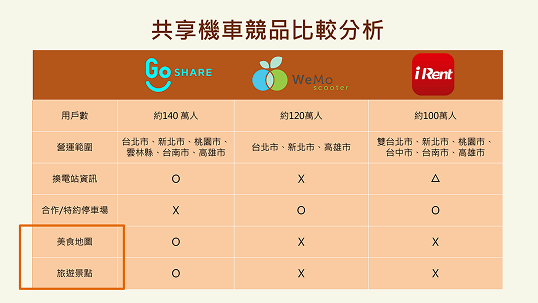 共享機車競品比較分析
GO SHARE
WeMo
scooter
iRent
用戶數 約140 萬人 約120萬人 約100萬人
營運範圍 台北市、新北市、桃園市、 台北市、新北市、高雄市 雙台北市、新北市、桃園市、
雲林縣、台南市、高雄市 台中市、台南市、高雄市
換電站資訊 O X △
合作/特約停車場 X O O
美食地圖 O X X
旅遊景點 O X X